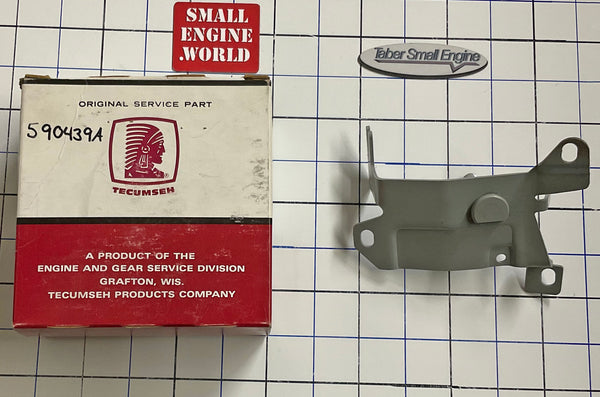 SMALL
ENGINE
.WORLD
Taber Small Engine
ORIGINAL SERVICE PART
590439A
TECUMSEH
A PRODUCT OF THE
ENGINE AND GEAR SERVICE DIVISION
GRAFTON, WIS.
TECUMSEH PRODUCTS COMPANY